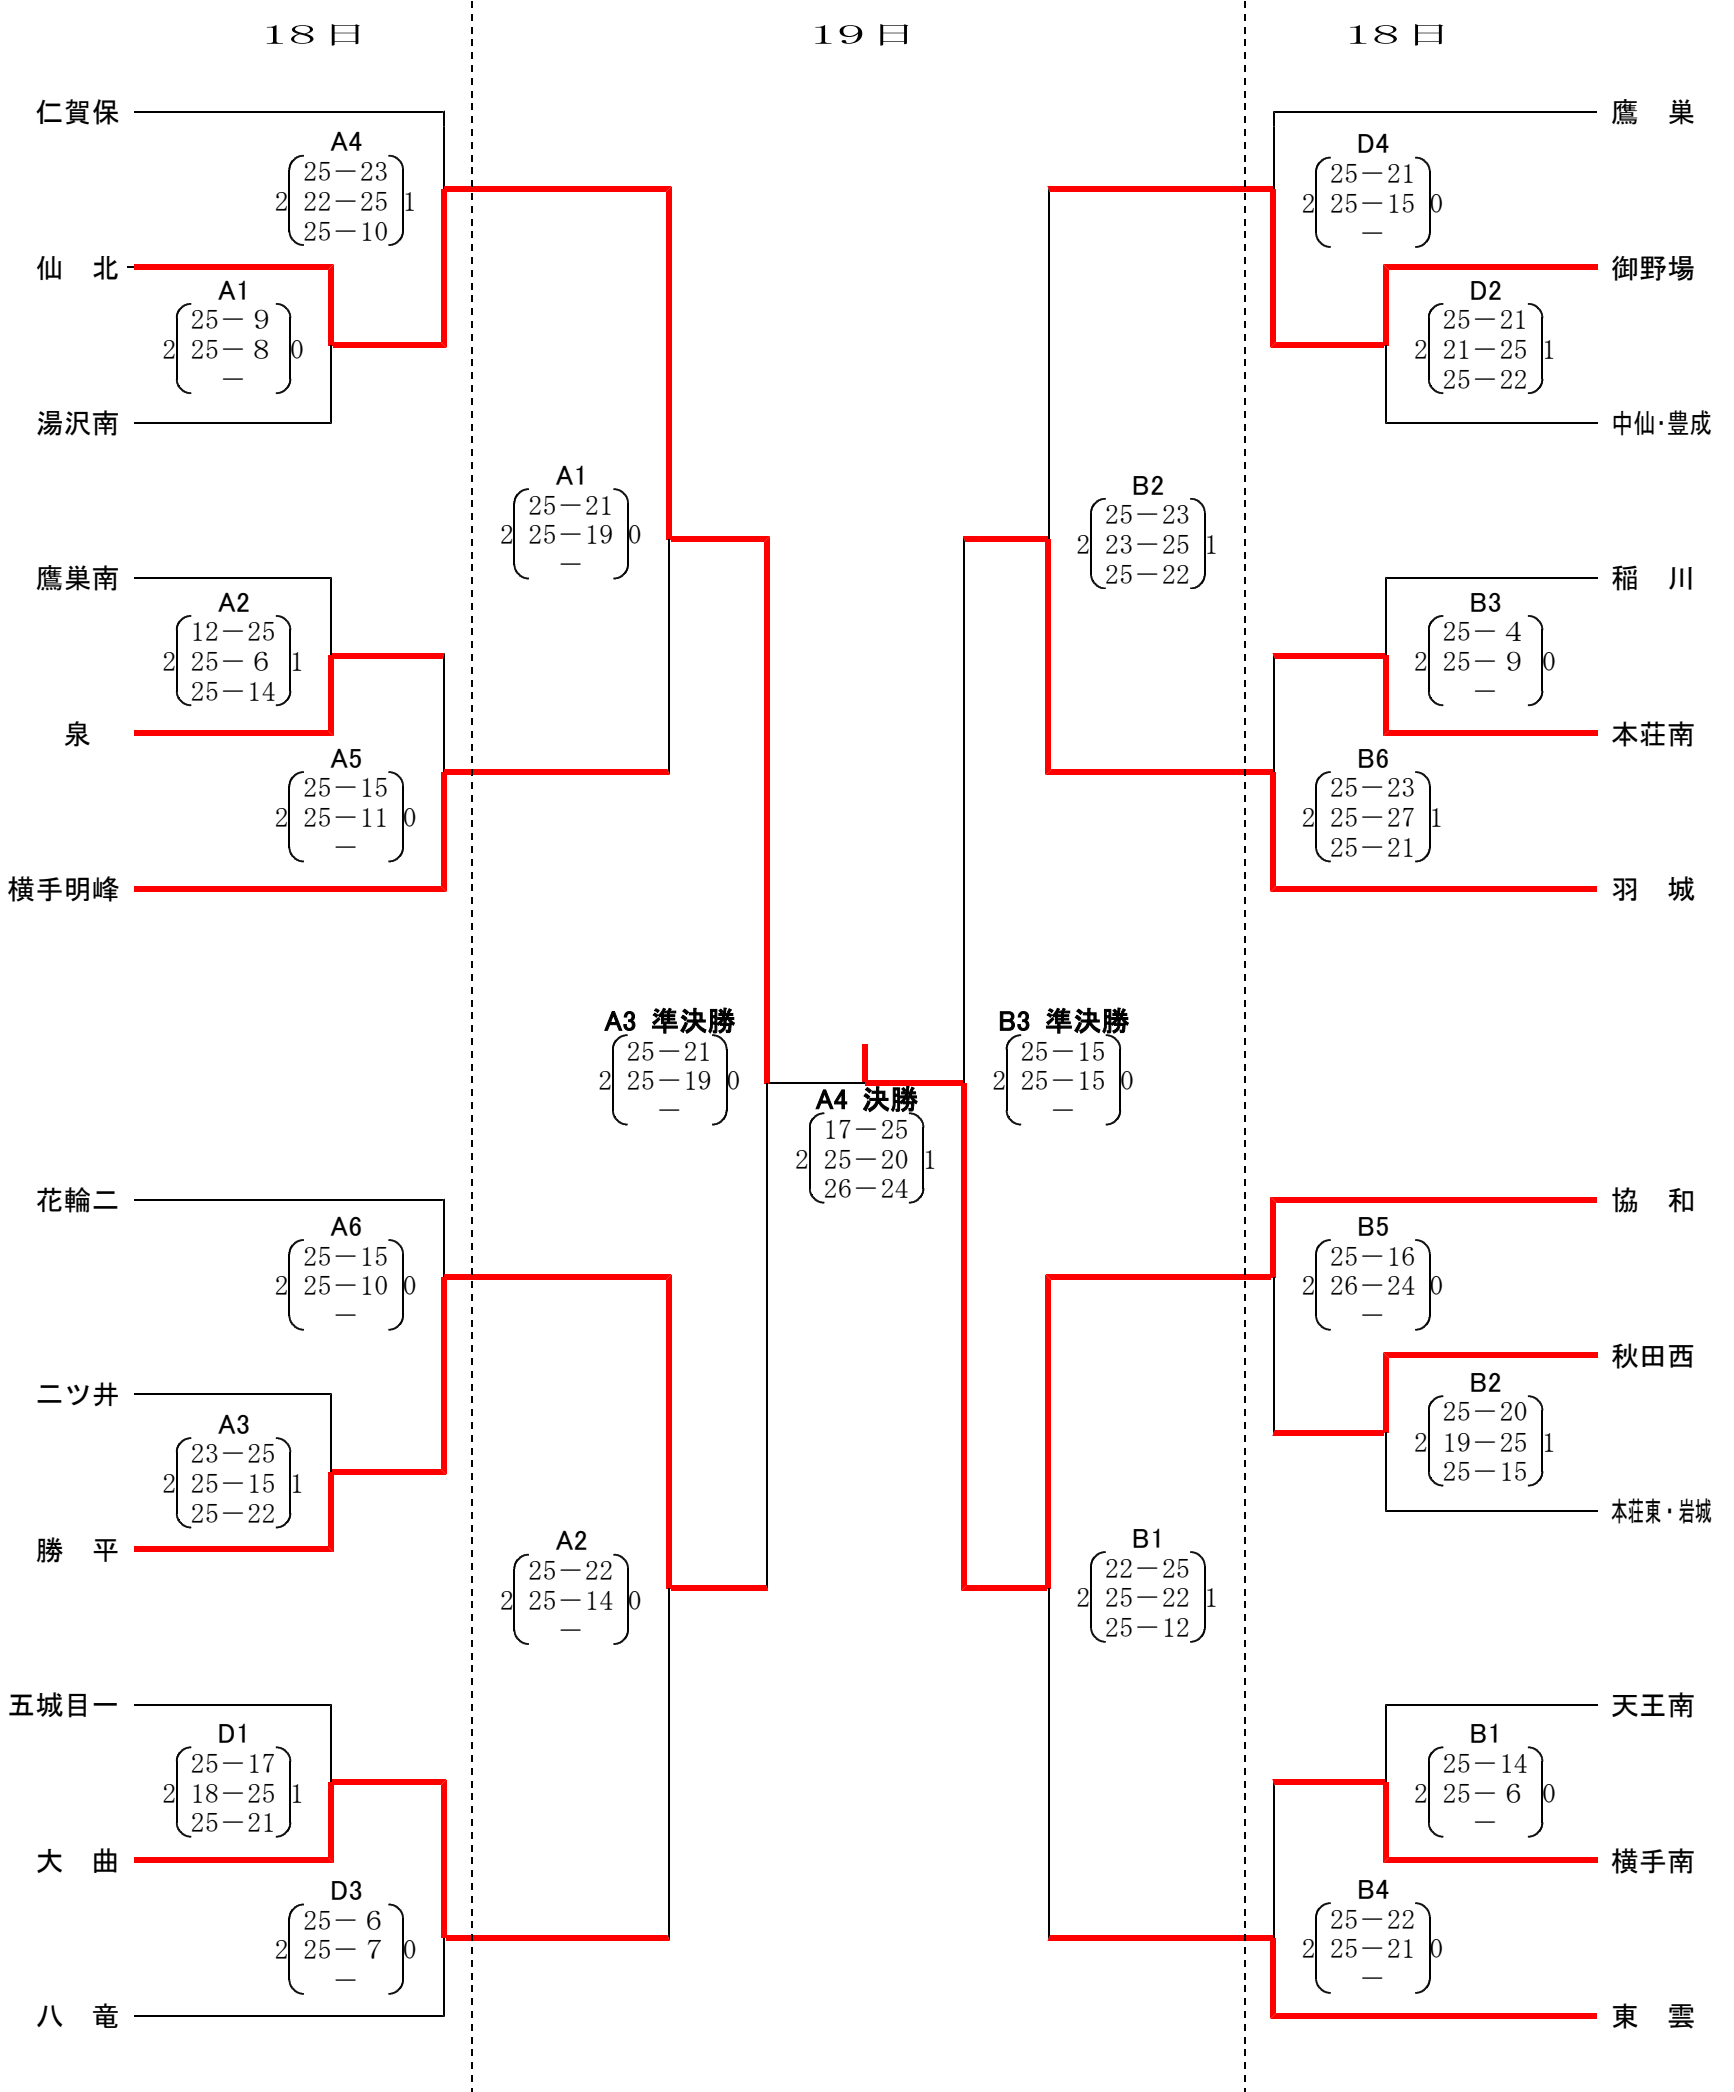 18日
19日
18日
仁賀保
A4
25－23
2 22－25 1
25－10
仙　北
A1
25－ 9
2 25－ 8 0
－
湯沢南
鷹巣南
A2
12－25
2 25－ 6 1
25－14
泉
A5
25－15
2 25－11 0
－
横手明峰
A1
25－21
2 25－19 0
－
花輪二
A6
25－15
2 25－10 0
－
二ツ井
A3
23－25
2 25－15 1
25－22
勝　平
A2
25－22
2 25－14 0
－
五城目一
D1
25－17
2 18－25 1
25－21
大　曲
D3
25－ 6
2 25－ 7 0
－
八　竜
A3 準決勝
25－21
2 25－19 0
－
A4 決勝
17－25
2 25－20 1
26－24
B3 準決勝
25－15
2 25－15 0
－
鷹　巣
D4
25－21
2 25－15 0
－
御野場
D2
25－21
2 21－25 1
25－22
中仙・豊成
B2
25－23
2 23－25 1
25－22
稲　川
B3
25－ 4
2 25－ 9 0
－
本荘南
B6
25－23
2 25－27 1
25－21
羽　城
協　和
B5
25－16
2 26－24 0
－
秋田西
B2
25－20
2 19－25 1
25－15
本荘東・岩城
B1
22－25
2 25－22 1
25－12
天王南
B1
25－14
2 25－ 6 0
－
横手南
B4
25－22
2 25－21 0
－
東　雲